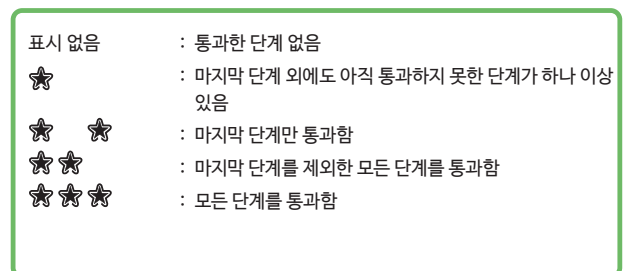 표시 없음 : 통과한 단계 없음
: 마지막 단계 외에도 아직 통과하지 못한 단계가 하나 이상
있음
: 마지막 단계만 통과함
: 마지막 단계를 제외한 모든 단계를 통과함
: 모든 단계를 통과함